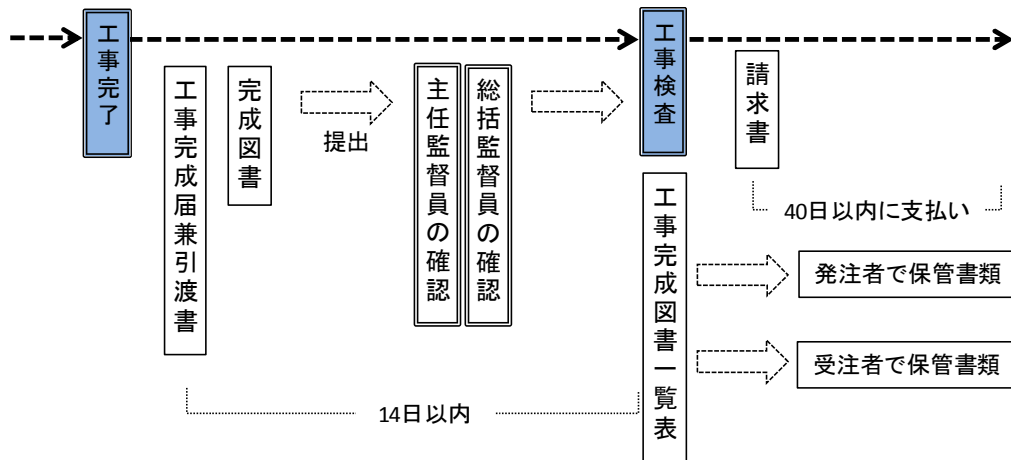 工事完了
工事完成届兼引渡書
完成図書
提出
主任監督員の確認
総括監督員の確認
工事検査
請求書
40日以内に支払い
工事完成図書一覧表
発注者で保管書類
受注者で保管書類
14日以内